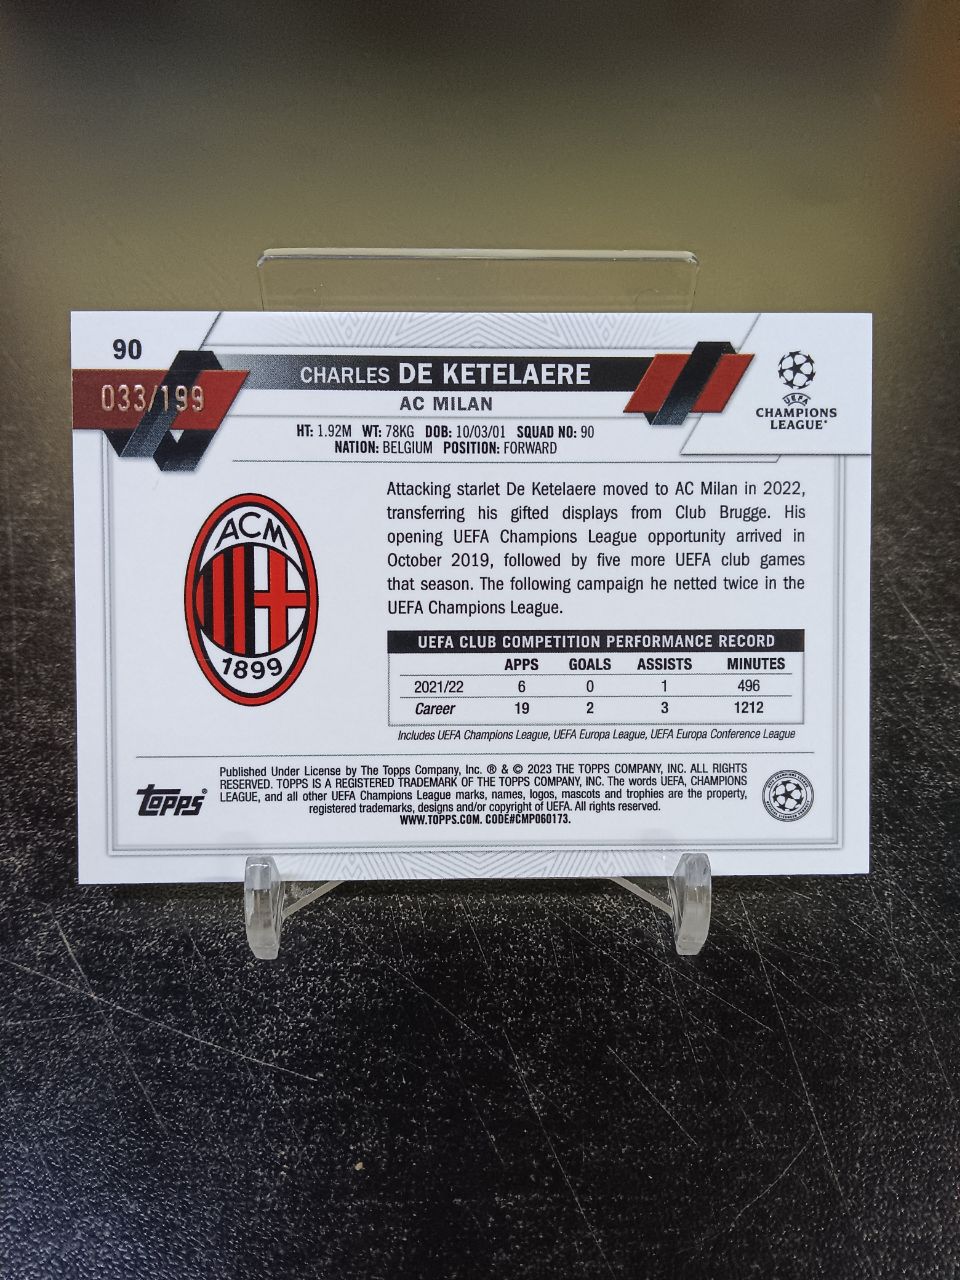 90
033/199
CHARLES DE KETELAERE
AC MILAN
HT: 1.92M WT: 78KG DOB: 10/03/01 SQUAD NO: 90
NATION: BELGIUM POSITION: FORWARD
UEFA
CHAMPIONS
LEAGUE®
ACM
1899
Attacking starlet De Ketelaere moved to AC Milan in 2022,
transferring his gifted displays from Club Brugge. His
opening UEFA Champions League opportunity arrived in
October 2019, followed by five more UEFA club games
that season. The following campaign he netted twice in the
UEFA Champions League.
UEFA CLUB COMPETITION PERFORMANCE RECORD
APPS GOALS ASSISTS MINUTES
2021/22 6 0 1 496
Career 19 2 3 1212
Includes UEFA Champions League, UEFA Europa League, UEFA Europa Conference League
Topps®
Published Under License by The Topps Company, Inc. ® & © 2023 THE TOPPS COMPANY, INC. ALL RIGHTS
RESERVED. TOPPS IS A REGISTERED TRADEMARK OF THE TOPPS COMPANY, INC. The words UEFA, CHAMPIONS
LEAGUE, and all other UEFA Champions League marks, names, logos, mascots and trophies are the property,
registered trademarks, designs and/or copyright of UEFA. All rights reserved.
WWW.TOPPS.COM. CODE#CMP060173.